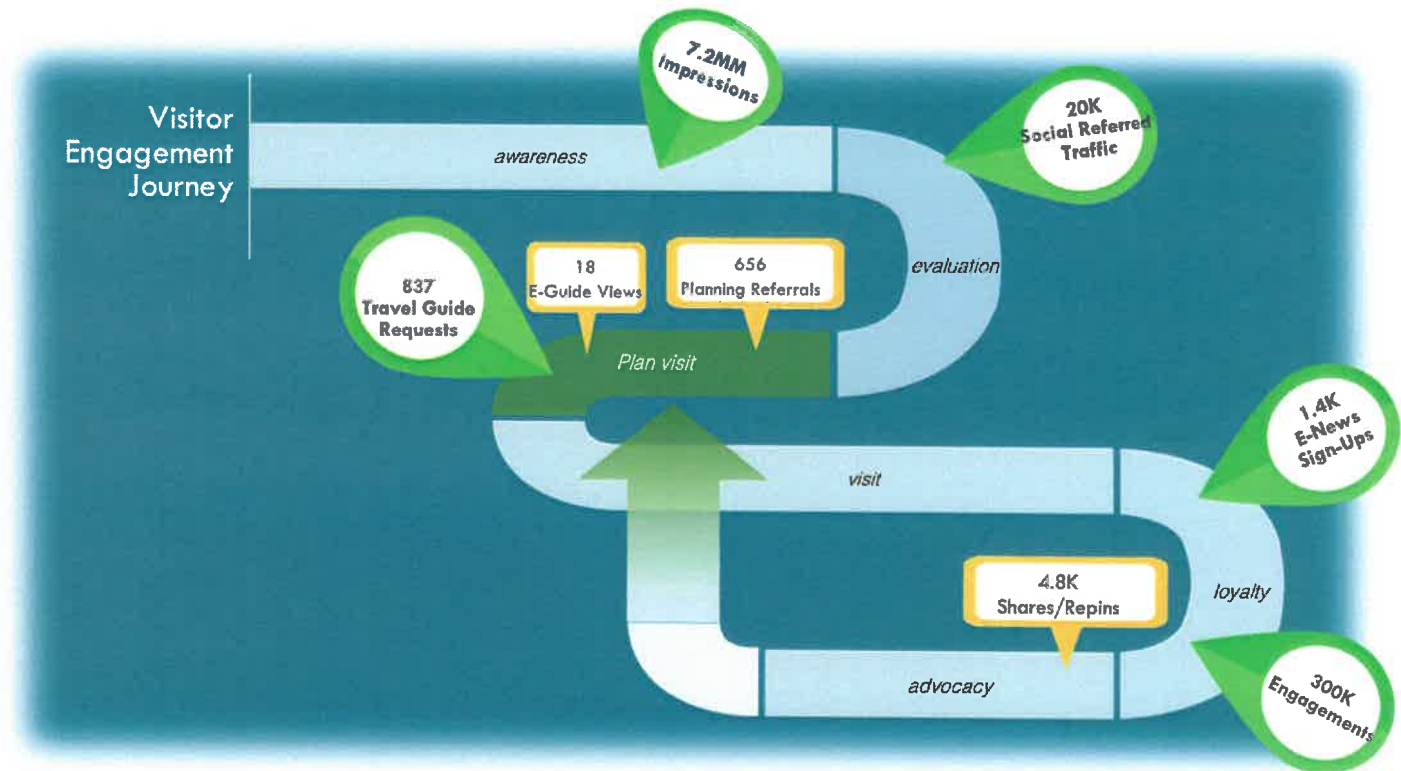 Visitor
Engagement
Journey
7.2MM
Impressions
awareness
20K
Social Referred
Traffic
evaluation
837
Travel Guide
Requests
18
E-Guide Views
656
Planning Referrals
Plan visit
1.4K
E-News
Sign-Ups
visit
4.8K
Shares/Repins
loyalty
advocacy
300K
Engagements